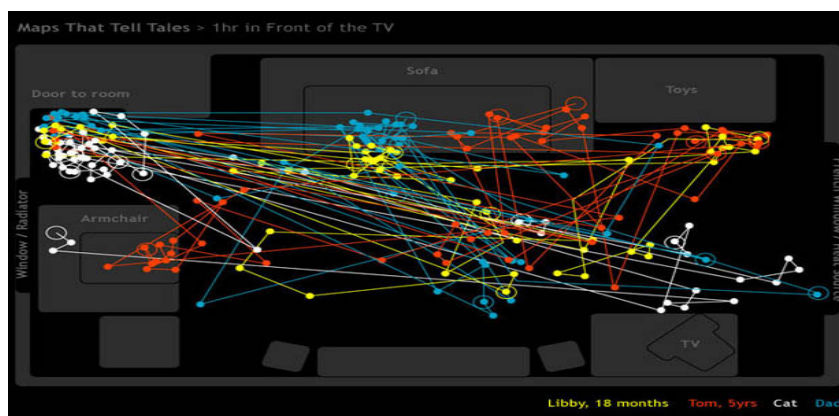 Maps That Tell Tales > 1hr in Front of the TV
Sofa
Toys
Door to room
Armchair
Window / Radiator
TV
Libby, 18 months Tom, 5yrs Cat